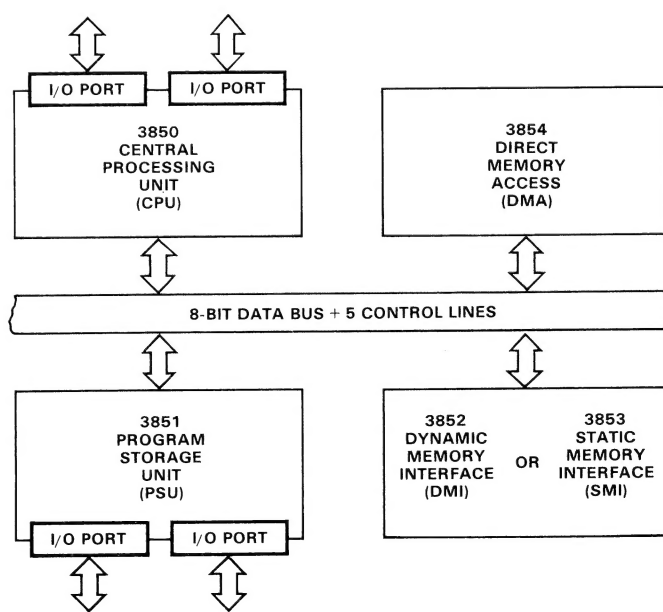 I/O PORT
I/O PORT
3850
CENTRAL
PROCESSING
UNIT
(CPU)
3854
DIRECT
MEMORY
ACCESS
(DMA)
8-BIT DATA BUS + 5 CONTROL LINES
3851
PROGRAM
STORAGE
UNIT
(PSU)
I/O PORT
I/O PORT
3852
DYNAMIC
MEMORY
INTERFACE
(DMI)
OR
3853
STATIC
MEMORY
INTERFACE
(SMI)